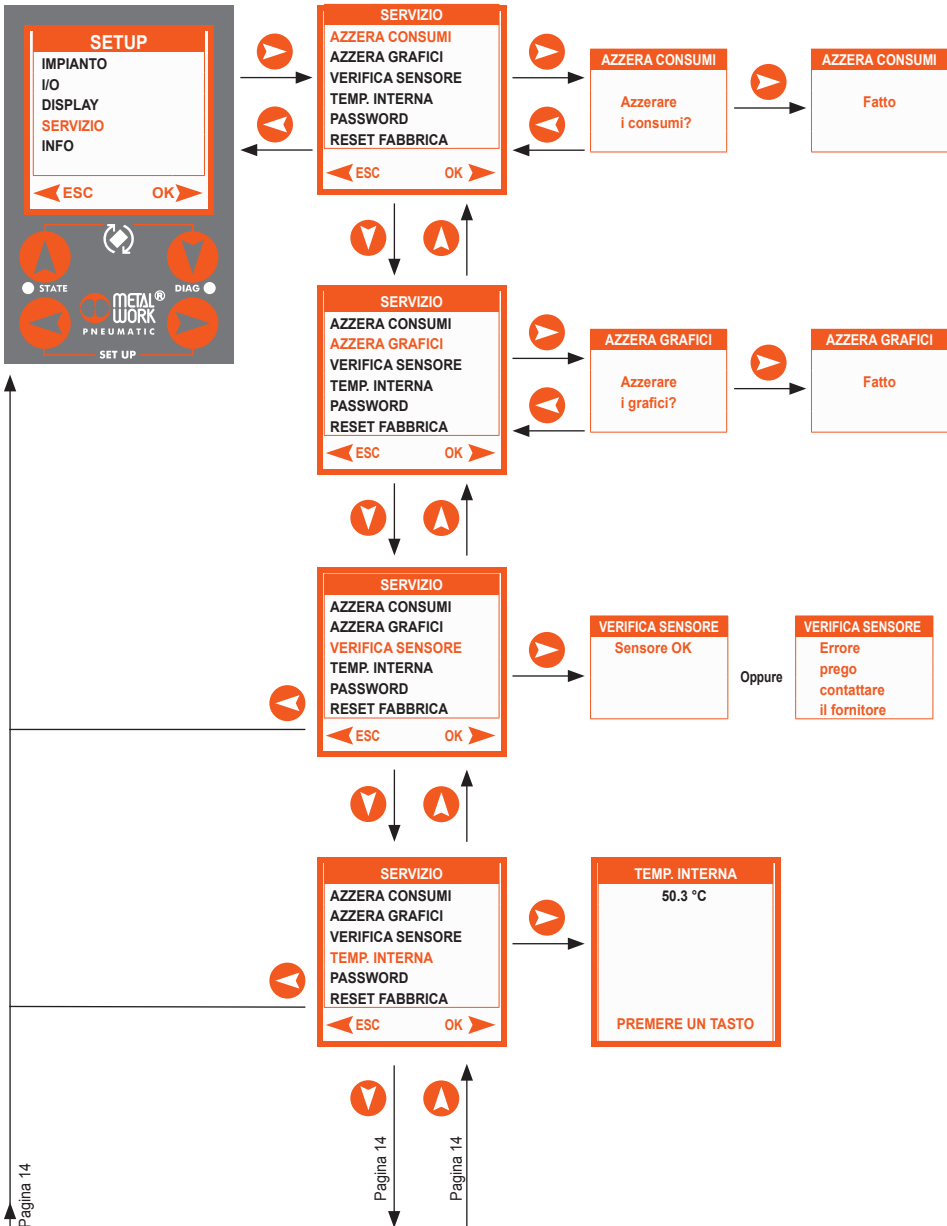 SETUP
IMPIANTO
I/O
DISPLAY
SERVIZIO
INFO
ESC OK
STATE
DIAG
METAL WORK®
PNEUMATIC
SET UP
SERVIZIO
AZZERA CONSUMI
AZZERA GRAFICI
VERIFICA SENSORE
TEMP. INTERNA
PASSWORD
RESET FABBRICA
ESC OK
AZZERA CONSUMI
Azzerare
i consumi?
AZZERA CONSUMI
Fatto
SERVIZIO
AZZERA CONSUMI
AZZERA GRAFICI
VERIFICA SENSORE
TEMP. INTERNA
PASSWORD
RESET FABBRICA
ESC OK
AZZERA GRAFICI
Azzerare
i grafici?
AZZERA GRAFICI
Fatto
SERVIZIO
AZZERA CONSUMI
AZZERA GRAFICI
VERIFICA SENSORE
TEMP. INTERNA
PASSWORD
RESET FABBRICA
ESC OK
VERIFICA SENSORE
Sensore OK
Oppure
VERIFICA SENSORE
Errore
prego
contattare
il fornitore
SERVIZIO
AZZERA CONSUMI
AZZERA GRAFICI
VERIFICA SENSORE
TEMP. INTERNA
PASSWORD
RESET FABBRICA
ESC OK
TEMP. INTERNA
50.3 °C
PREMERE UN TASTO
Pagina 14
Pagina 14
Pagina 14